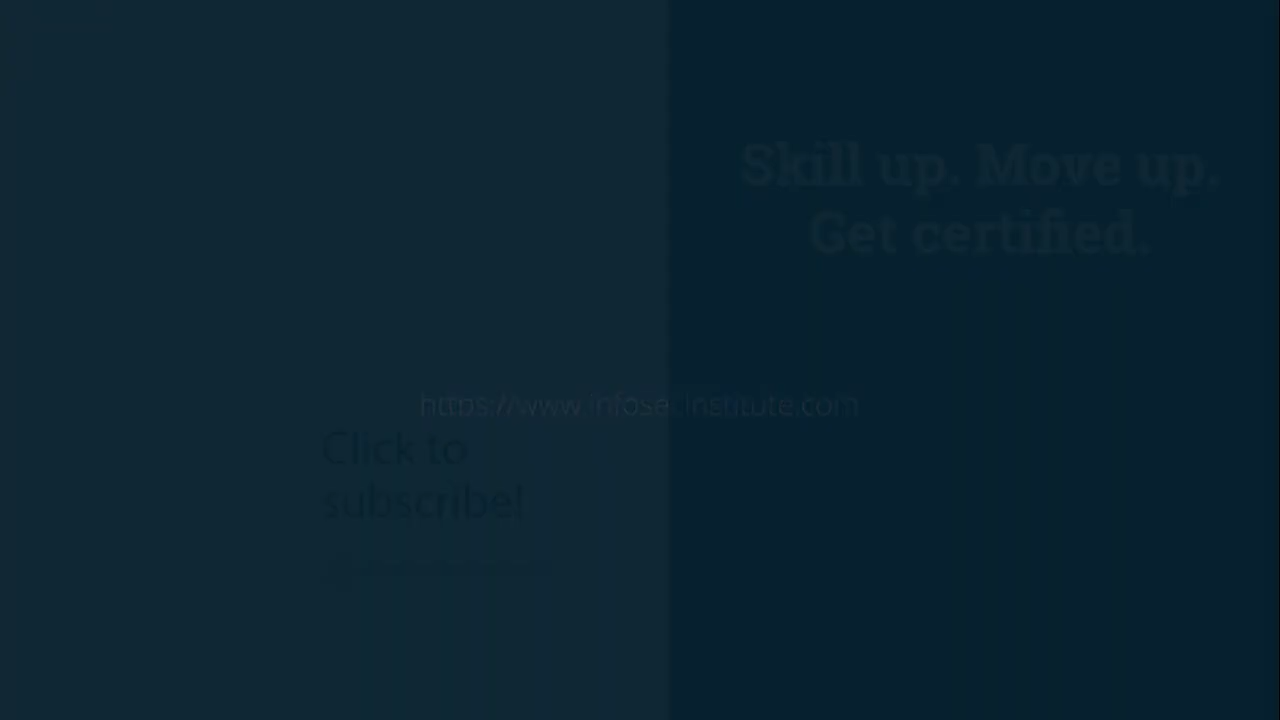 Skill up. Move up.
Get certified.
https://www.infosecinstitute.com
Click to
subscribe!